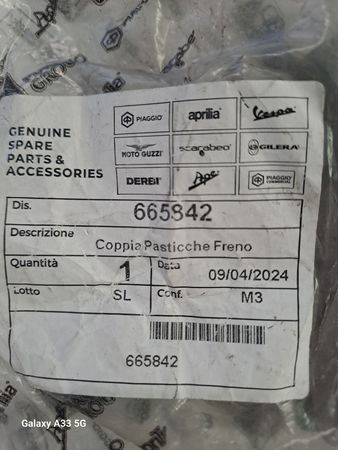 GENUINE
SPARE
PARTS &
ACCESSORIES
PIAGGIO
aprilia
Vespa
MOTO GUZZI
scarabeo
GILERA
DERBI
Ape
PIAGGIO
COMMERCIAL
Dis.
665842
Descrizione
Coppia Pasticche Freno
Quantità
1
Data
09/04/2024
Lotto
SL
Conf.
M3
665842
Galaxy A33 5G